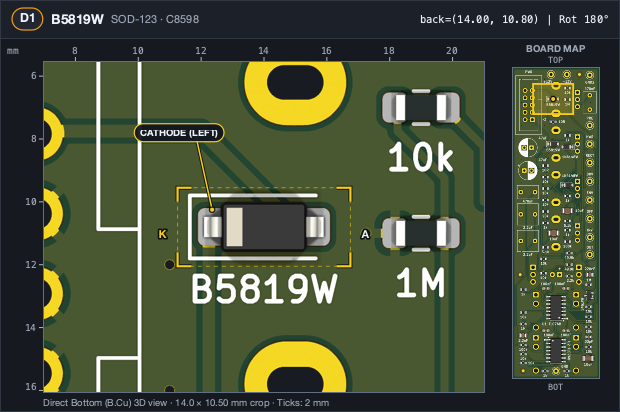 D1 B5819W SOD-123 · C8598 back=(14.00, 10.80) | Rot 180°
mm 8 10 12 14 16 18 20
BOARD MAP
TOP
6
8
10
12
14
16
CATHODE (LEFT)
10k
K
A
B5819W
1M
BOT
Direct Bottom (B.Cu) 3D view · 14.0 × 10.50 mm crop · Ticks: 2 mm